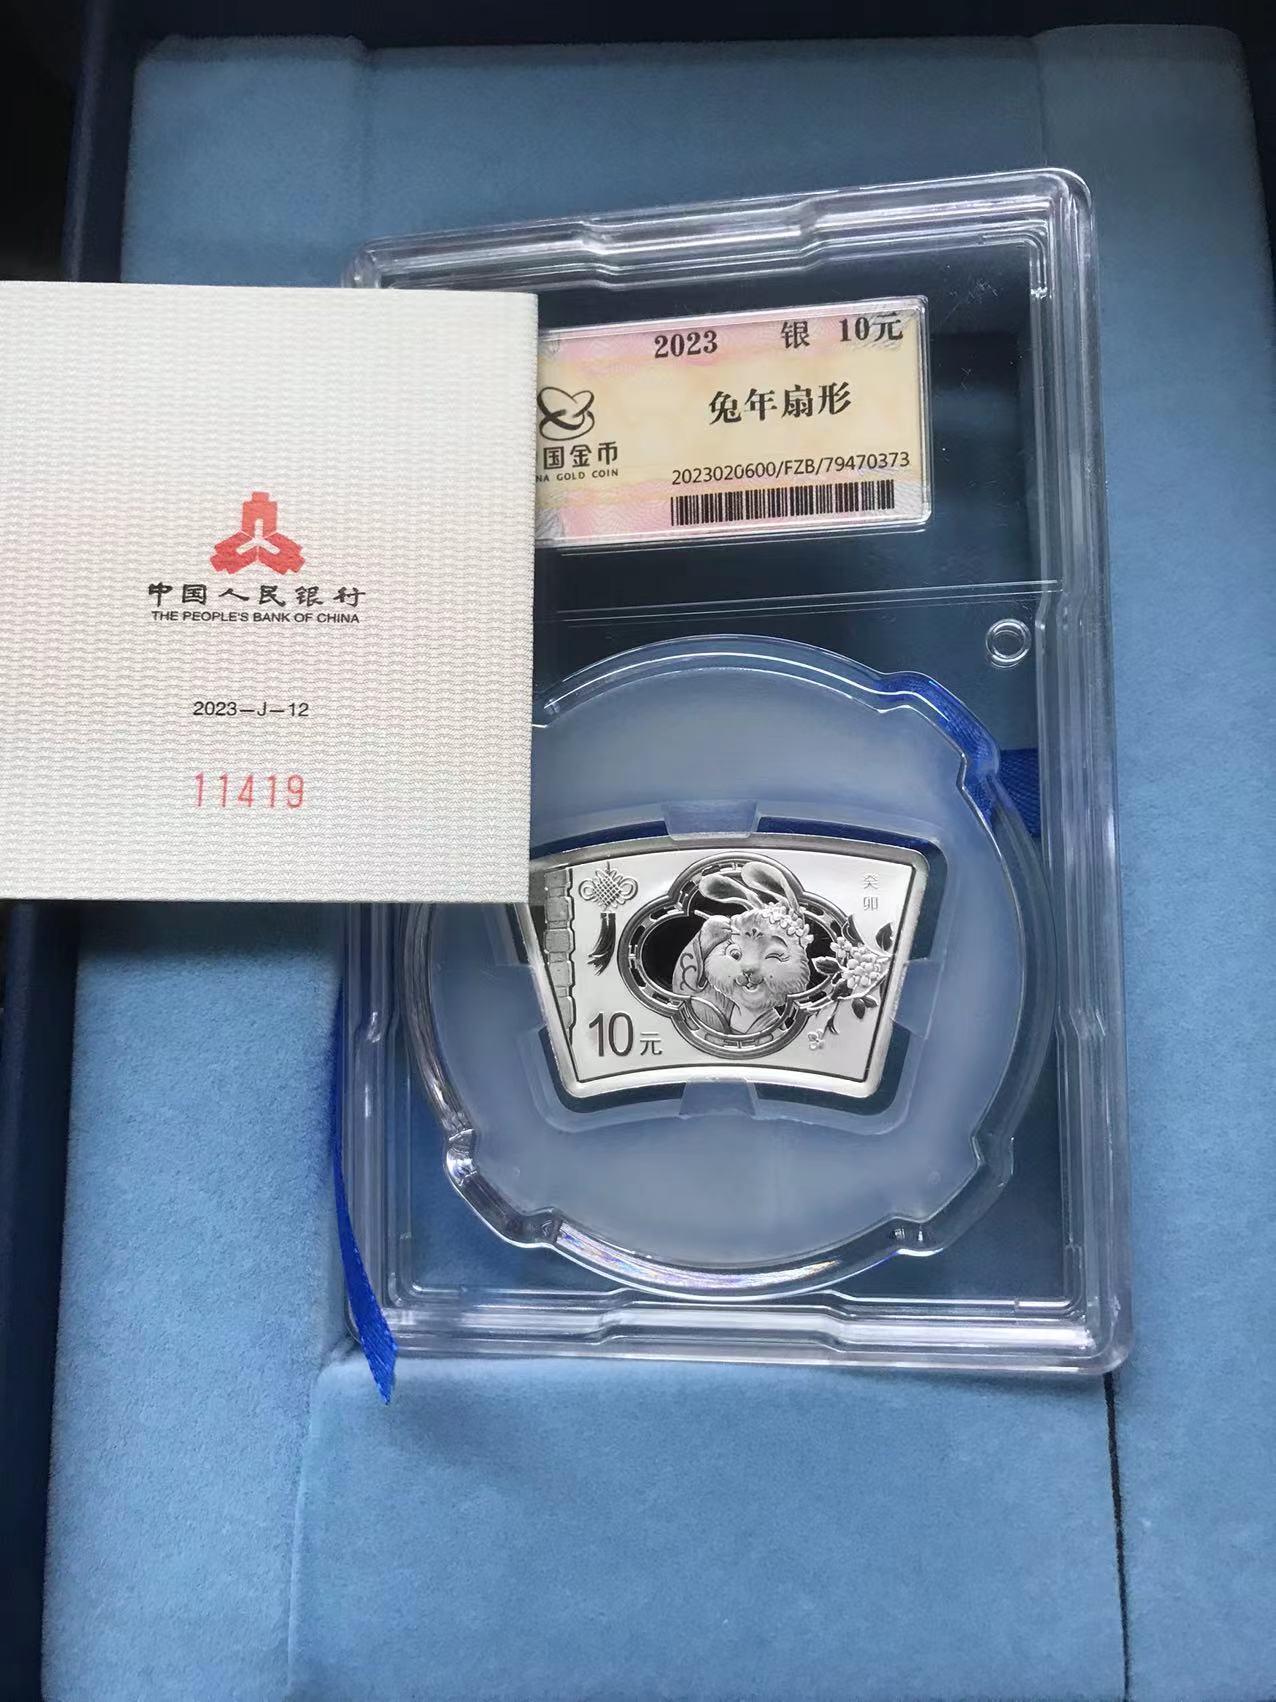 中国人民银行
THE PEOPLE'S BANK OF CHINA
2023—J—12
11419
2023 银 10元
兔年扇形
国金币
NA GOLD COIN
2023020600/FZB/79470373
癸卯
10元